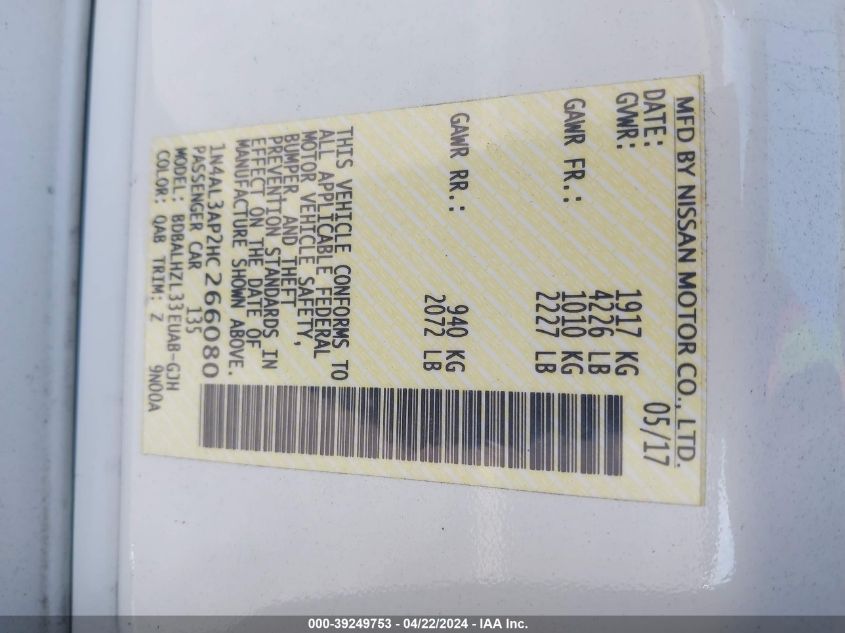 MFD BY NISSAN MOTOR CO., LTD.
DATE: 05/17
GVWR: 1917 KG
4226 LB
GAWR FR.: 1010 KG
2227 LB
GAWR RR.: 940 KG
2072 LB
THIS VEHICLE CONFORMS TO
ALL APPLICABLE FEDERAL
MOTOR VEHICLE SAFETY,
BUMPER, AND THEFT
PREVENTION STANDARDS IN
EFFECT ON THE DATE OF
MANUFACTURE SHOWN ABOVE.
1N4AL3AP2HC266080
PASSENGER CAR 135
MODEL: BDBALHZL33EUAB-GJH
COLOR: QAB TRIM: Z 9N00A
000-39249753 - 04/22/2024 - IAA Inc.